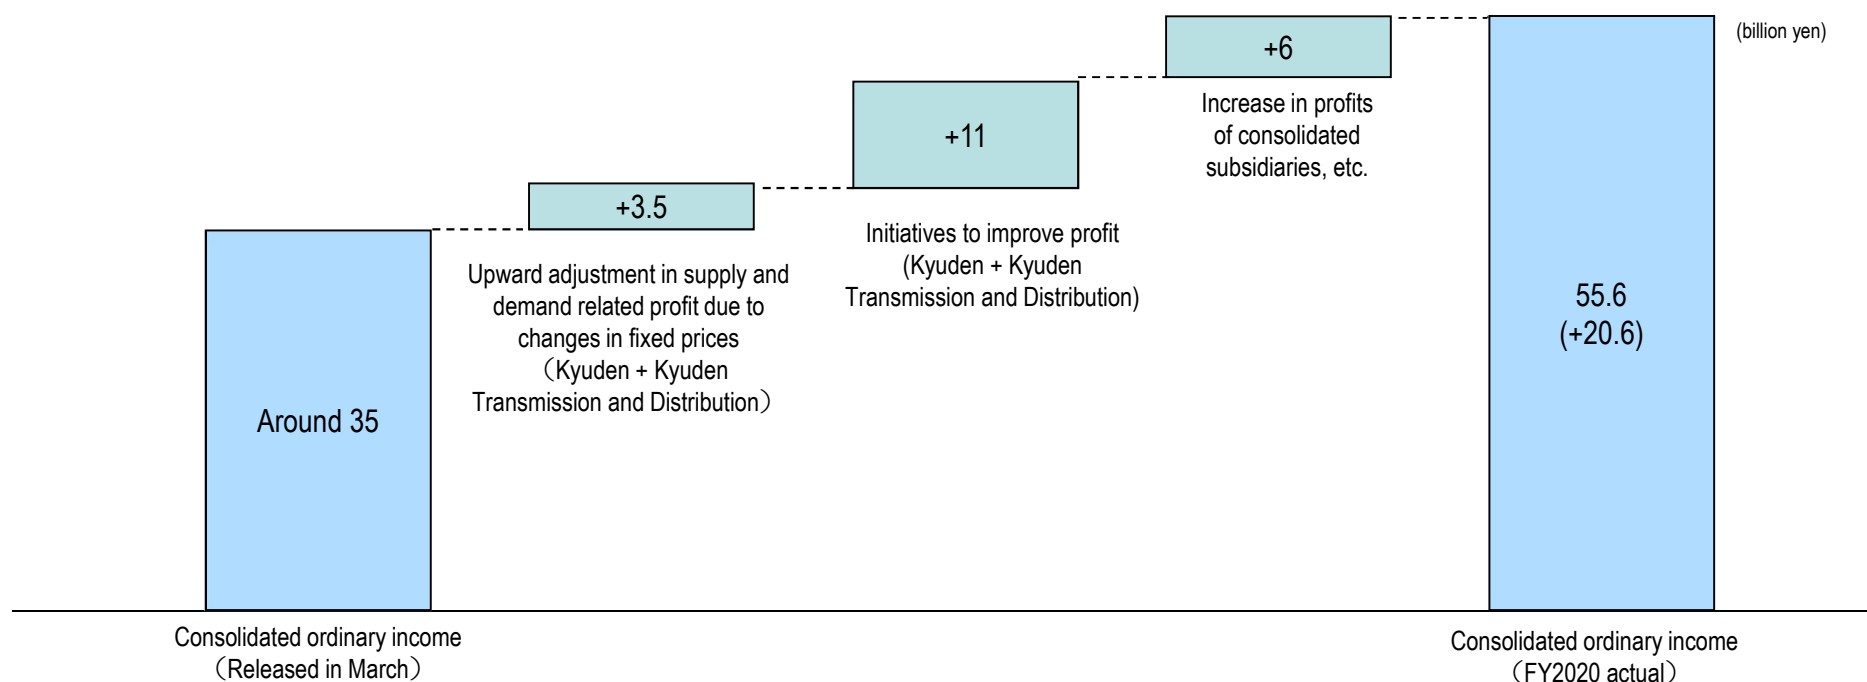 (billion yen)
+6
Increase in profits
of consolidated
subsidiaries, etc.
+11
Initiatives to improve profit
(Kyuden + Kyuden
Transmission and Distribution)
+3.5
Upward adjustment in supply and
demand related profit due to
changes in fixed prices
（Kyuden + Kyuden
Transmission and Distribution）
Around 35
55.6
(+20.6)
Consolidated ordinary income
（Released in March）
Consolidated ordinary income
（FY2020 actual）